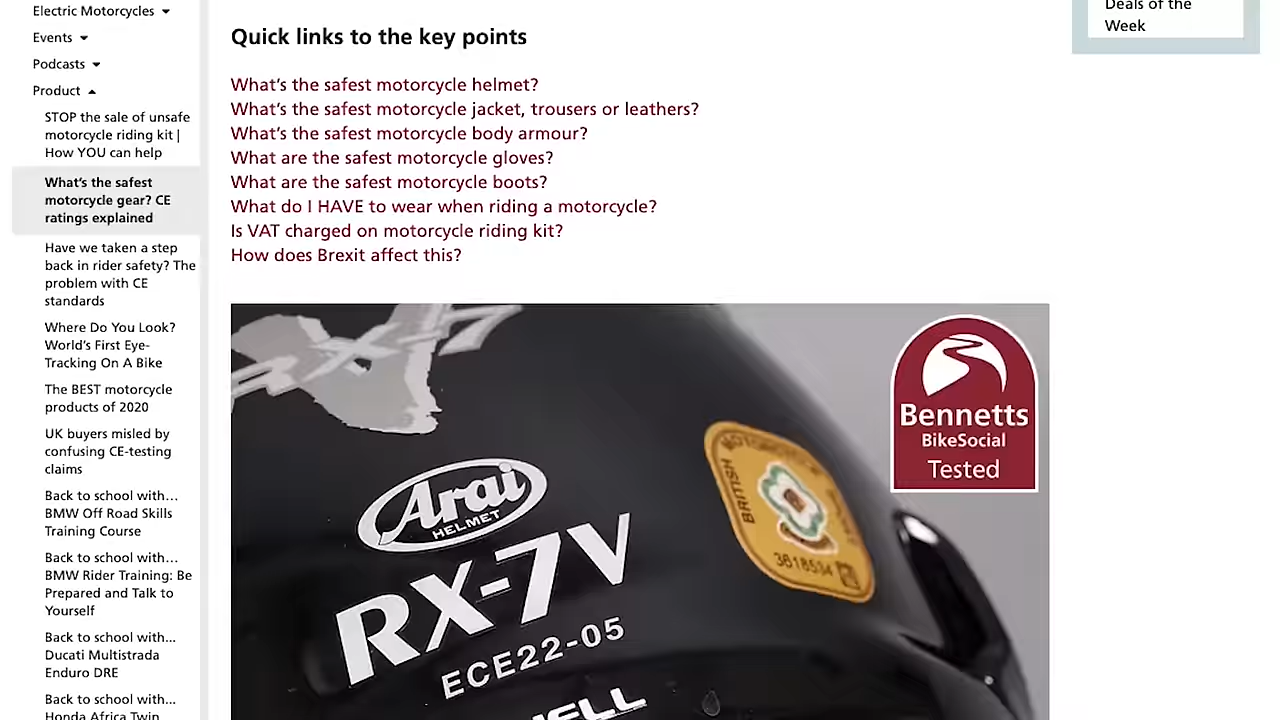 Electric Motorcycles
Events
Podcasts
Product
STOP the sale of unsafe
motorcycle riding kit |
How YOU can help
What's the safest
motorcycle gear? CE
ratings explained
Have we taken a step
back in rider safety? The
problem with CE
standards
Where Do You Look?
World's First Eye-
Tracking On A Bike
The BEST motorcycle
products of 2020
UK buyers misled by
confusing CE-testing
claims
Back to school with…
BMW Off Road Skills
Training Course
Back to school with…
BMW Rider Training: Be
Prepared and Talk to
Yourself
Back to school with...
Ducati Multistrada
Enduro DRE
Back to school with...
Honda Africa Twin
Quick links to the key points
What's the safest motorcycle helmet?
What's the safest motorcycle jacket, trousers or leathers?
What's the safest motorcycle body armour?
What are the safest motorcycle gloves?
What are the safest motorcycle boots?
What do I HAVE to wear when riding a motorcycle?
Is VAT charged on motorcycle riding kit?
How does Brexit affect this?
Arai
HELMET
RX-7V
ECE22-05
BRITISH
3618534
Bennetts
BikeSocial
Tested
Deals of the
Week